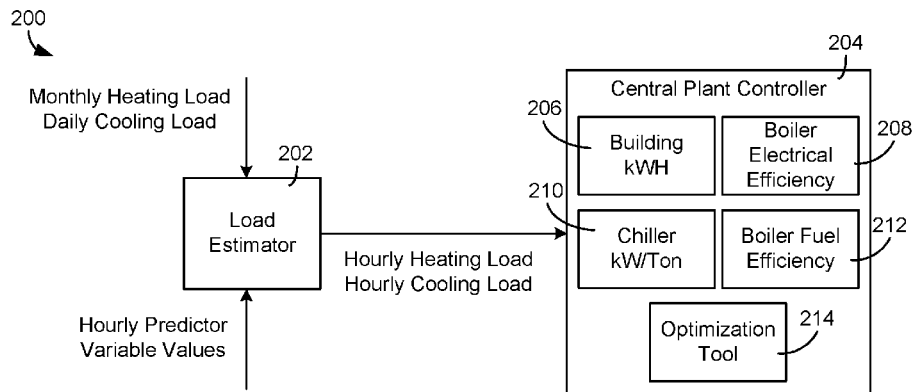 200
Monthly Heating Load
Daily Cooling Load
202
Load
Estimator
Hourly Predictor
Variable Values
Hourly Heating Load
Hourly Cooling Load
204
Central Plant Controller
206
Building
kWH
Boiler
Electrical
Efficiency
208
210
Chiller
kW/Ton
Boiler Fuel
Efficiency
212
Optimization
Tool
214